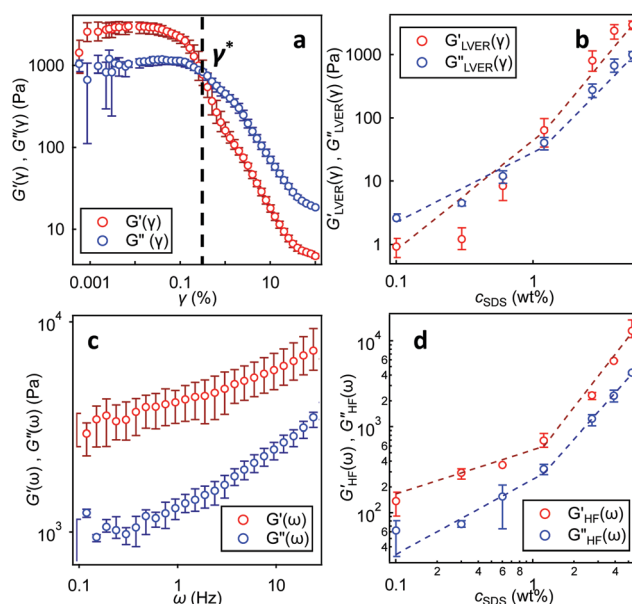 a
γ*
G'(γ) , G''(γ) (Pa)
1000
100
10
G'(γ)
G''(γ)
0.001
0.1
10
γ (%)
b
G'LVER(γ) , G''LVER(γ) (Pa)
1000
100
10
1
G'LVER(γ)
G''LVER(γ)
0.1
1
cSDS (wt%)
c
G'(ω) , G''(ω) (Pa)
10⁴
10³
G'(ω)
G''(ω)
0.1
1
10
ω (Hz)
d
G'HF(ω) , G''HF(ω) (Pa)
10⁴
6
4
2
10³
6
4
2
10²
6
4
G'HF(ω)
G''HF(ω)
0.1
2
4
6
8
1
2
4
cSDS (wt%)